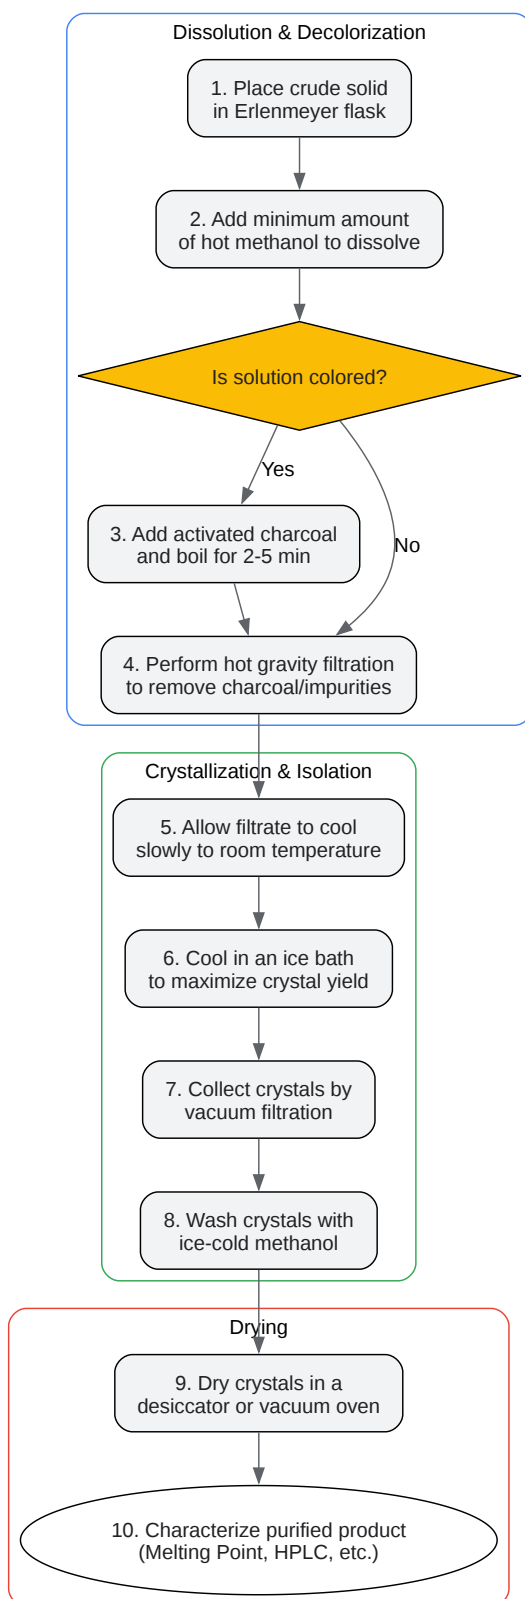 Dissolution & Decolorization
1. Place crude solid
in Erlenmeyer flask
2. Add minimum amount
of hot methanol to dissolve
Is solution colored?
Yes
3. Add activated charcoal
and boil for 2-5 min
No
4. Perform hot gravity filtration
to remove charcoal/impurities
Crystallization & Isolation
5. Allow filtrate to cool
slowly to room temperature
6. Cool in an ice bath
to maximize crystal yield
7. Collect crystals by
vacuum filtration
8. Wash crystals with
ice-cold methanol
Drying
9. Dry crystals in a
desiccator or vacuum oven
10. Characterize purified product
(Melting Point, HPLC, etc.)